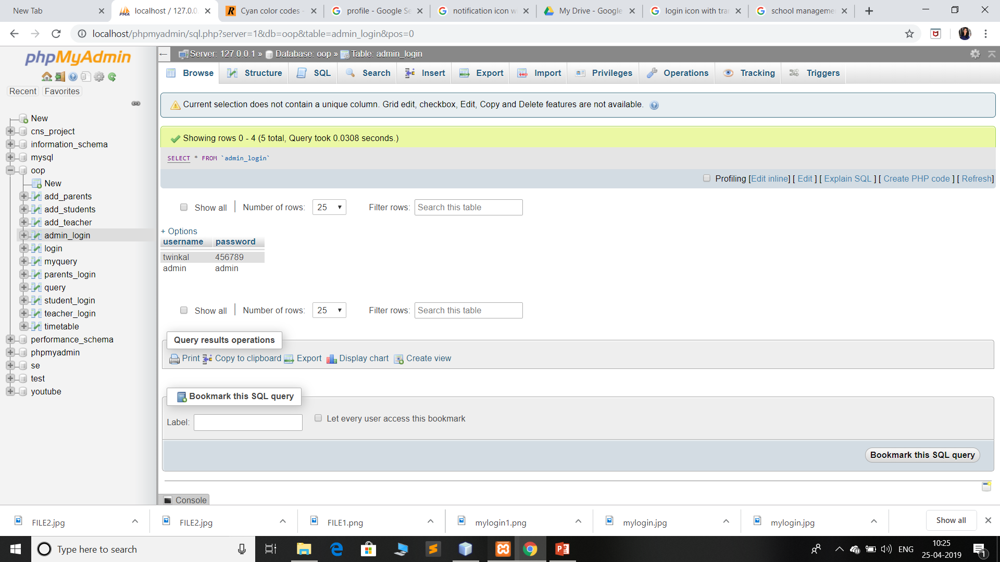 New Tab
localhost / 127.0.0.
Cyan color codes -
profile - Google Se
notification icon w
My Drive - Google
login icon with tra
school manageme
localhost/phpmyadmin/sql.php?server=1&db=oop&table=admin_login&pos=0
phpMyAdmin
Recent Favorites
New
cns_project
information_schema
mysql
oop
New
add_parents
add_students
add_teacher
admin_login
login
myquery
parents_login
query
student_login
teacher_login
timetable
performance_schema
phpmyadmin
se
test
youtube
Server: 127.0.0.1 » Database: oop » Table: admin_login
Browse Structure SQL Search Insert Export Import Privileges Operations Tracking Triggers
Current selection does not contain a unique column. Grid edit, checkbox, Edit, Copy and Delete features are not available.
Showing rows 0 - 4 (5 total, Query took 0.0308 seconds.)
SELECT * FROM `admin_login`
Profiling [Edit inline] [ Edit ] [ Explain SQL ] [ Create PHP code ] [ Refresh]
Show all Number of rows: 25 Filter rows: Search this table
+ Options
username password
twinkal 456789
admin admin
Show all Number of rows: 25 Filter rows: Search this table
Query results operations
Print Copy to clipboard Export Display chart Create view
Bookmark this SQL query
Label: Let every user access this bookmark
Bookmark this SQL query
Console
FILE2.jpg
FILE2.jpg
FILE1.png
mylogin1.png
mylogin.jpg
mylogin.jpg
Show all
Type here to search
ENG
10:25
25-04-2019
1